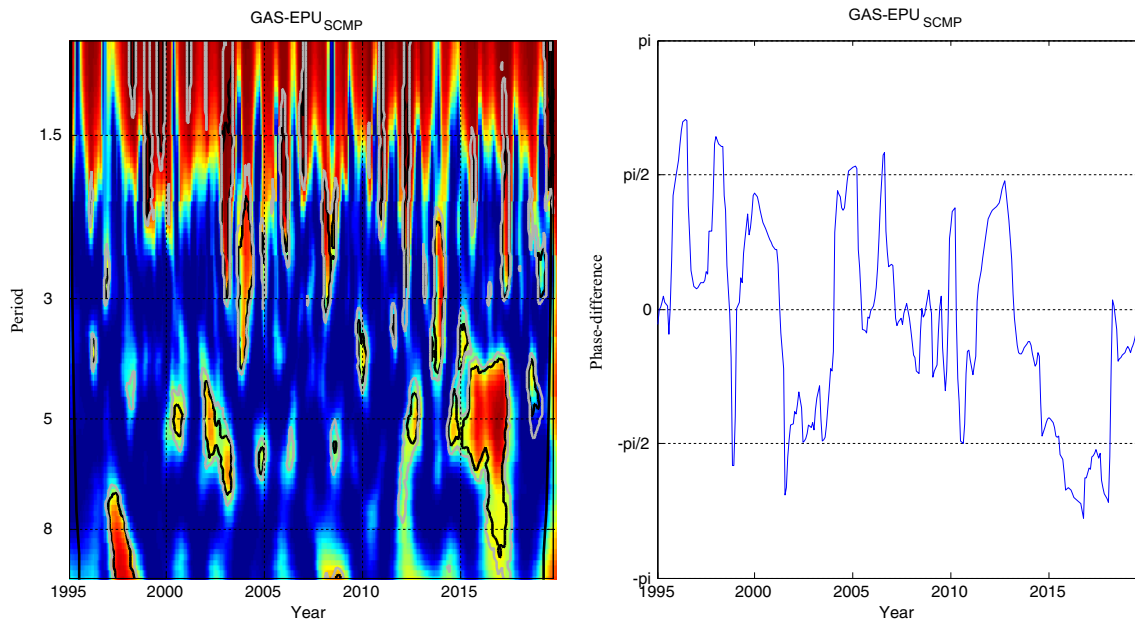 GAS-EPU_SCMP
Period
1.5
3
5
8
1995 2000 2005 2010 2015
Year
GAS-EPU_SCMP
Phase-difference
pi
pi/2
0
-pi/2
-pi
1995 2000 2005 2010 2015
Year